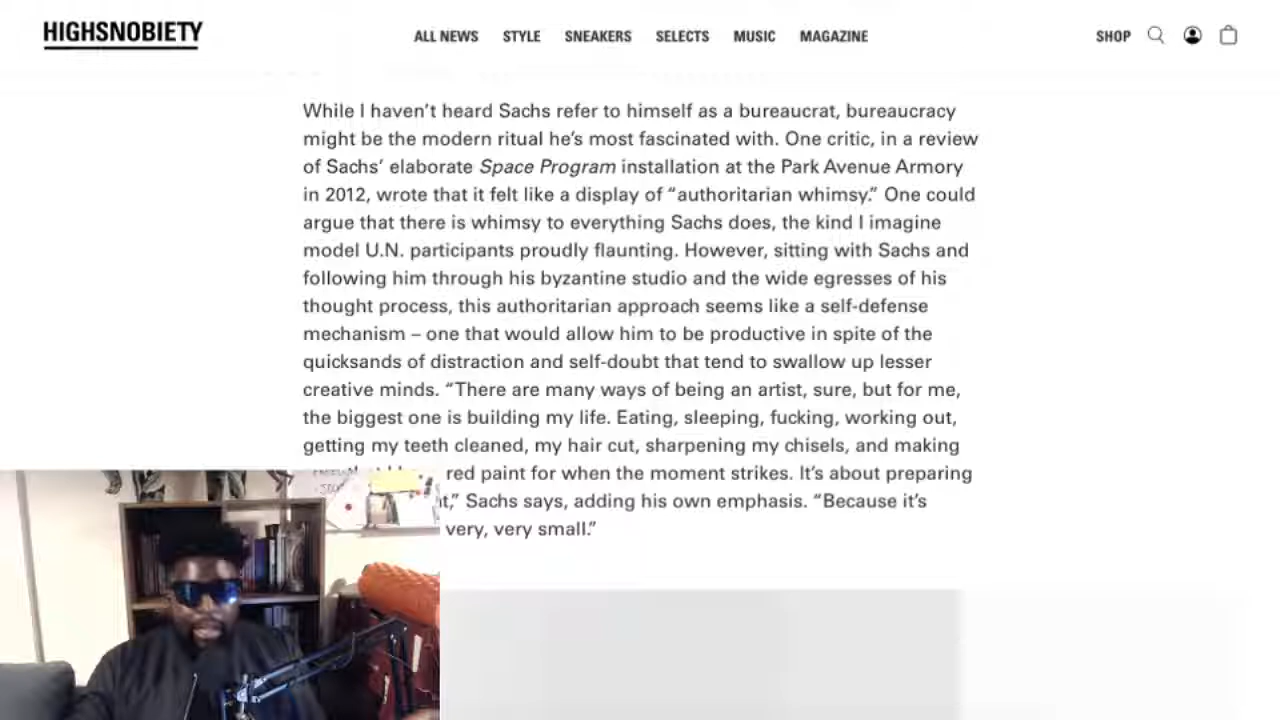 HIGHSNOBIETY
ALL NEWS STYLE SNEAKERS SELECTS MUSIC MAGAZINE
SHOP
While I haven’t heard Sachs refer to himself as a bureaucrat, bureaucracy
might be the modern ritual he’s most fascinated with. One critic, in a review
of Sachs’ elaborate Space Program installation at the Park Avenue Armory
in 2012, wrote that it felt like a display of “authoritarian whimsy.” One could
argue that there is whimsy to everything Sachs does, the kind I imagine
model U.N. participants proudly flaunting. However, sitting with Sachs and
following him through his byzantine studio and the wide egresses of his
thought process, this authoritarian approach seems like a self-defense
mechanism – one that would allow him to be productive in spite of the
quicksands of distraction and self-doubt that tend to swallow up lesser
creative minds. “There are many ways of being an artist, sure, but for me,
the biggest one is building my life. Eating, sleeping, fucking, working out,
getting my teeth cleaned, my hair cut, sharpening my chisels, and making
red paint for when the moment strikes. It’s about preparing
Sachs says, adding his own emphasis. “Because it’s
very, very small.”